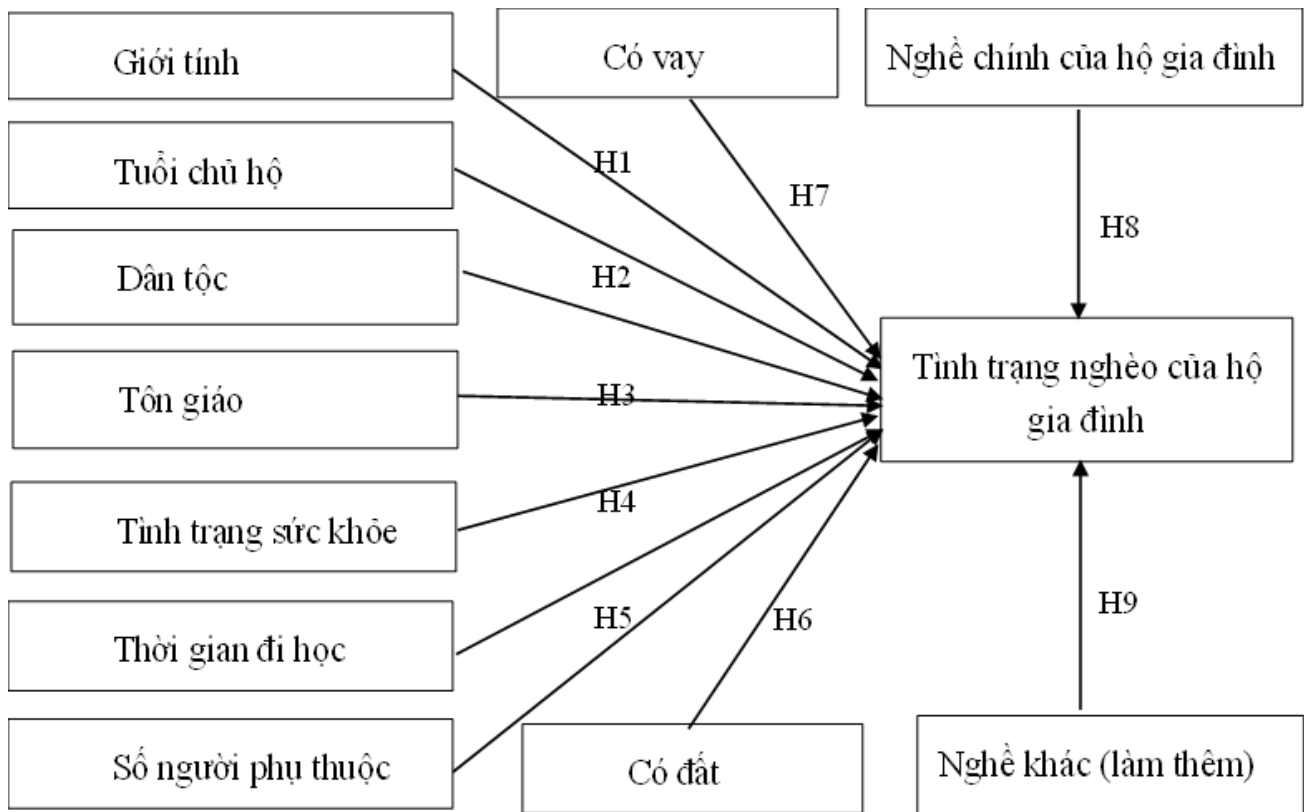 Giới tính
Có vay
Nghề chính của hộ gia đình
Tuổi chủ hộ
H1
H7
Dân tộc
H2
H8
Tôn giáo
H3
Tình trạng nghèo của hộ
gia đình
Tình trạng sức khỏe
H4
Thời gian đi học
H5
H6
H9
Số người phụ thuộc
Có đất
Nghề khác (làm thêm)